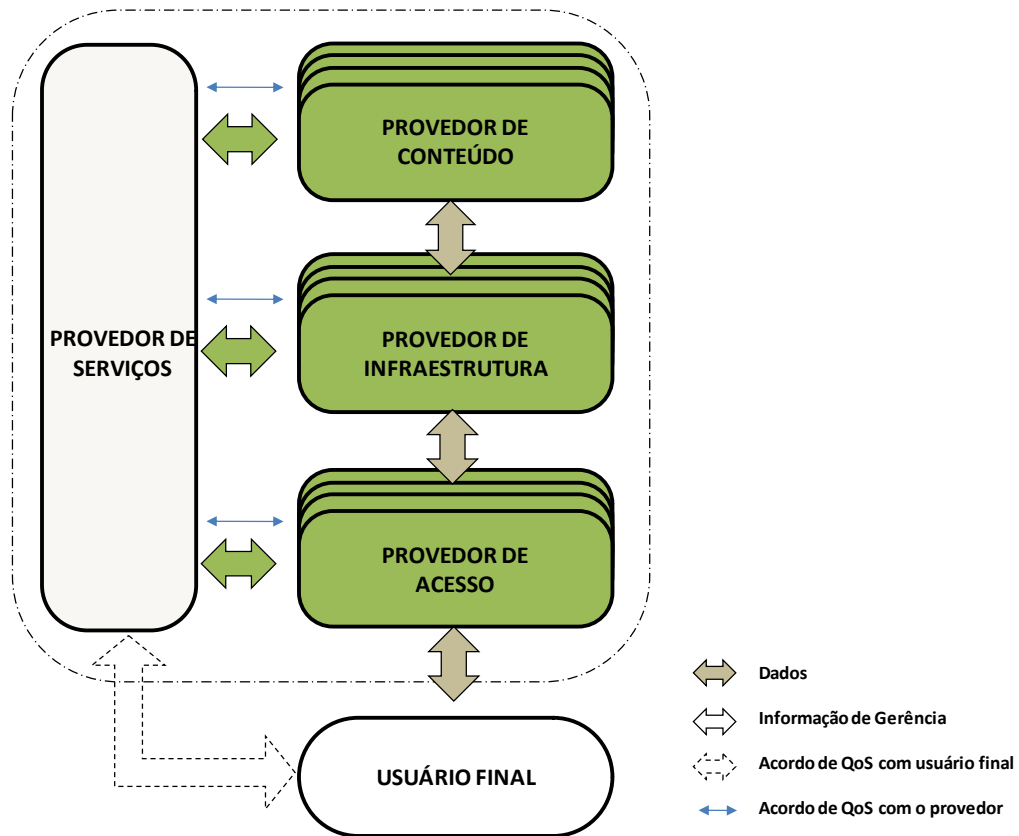 PROVEDOR DE
CONTEÚDO
PROVEDOR DE
SERVIÇOS
PROVEDOR DE
INFRAESTRUTURA
PROVEDOR DE
ACESSO
USUÁRIO FINAL
Dados
Informação de Gerência
Acordo de QoS com usuário final
Acordo de QoS com o provedor